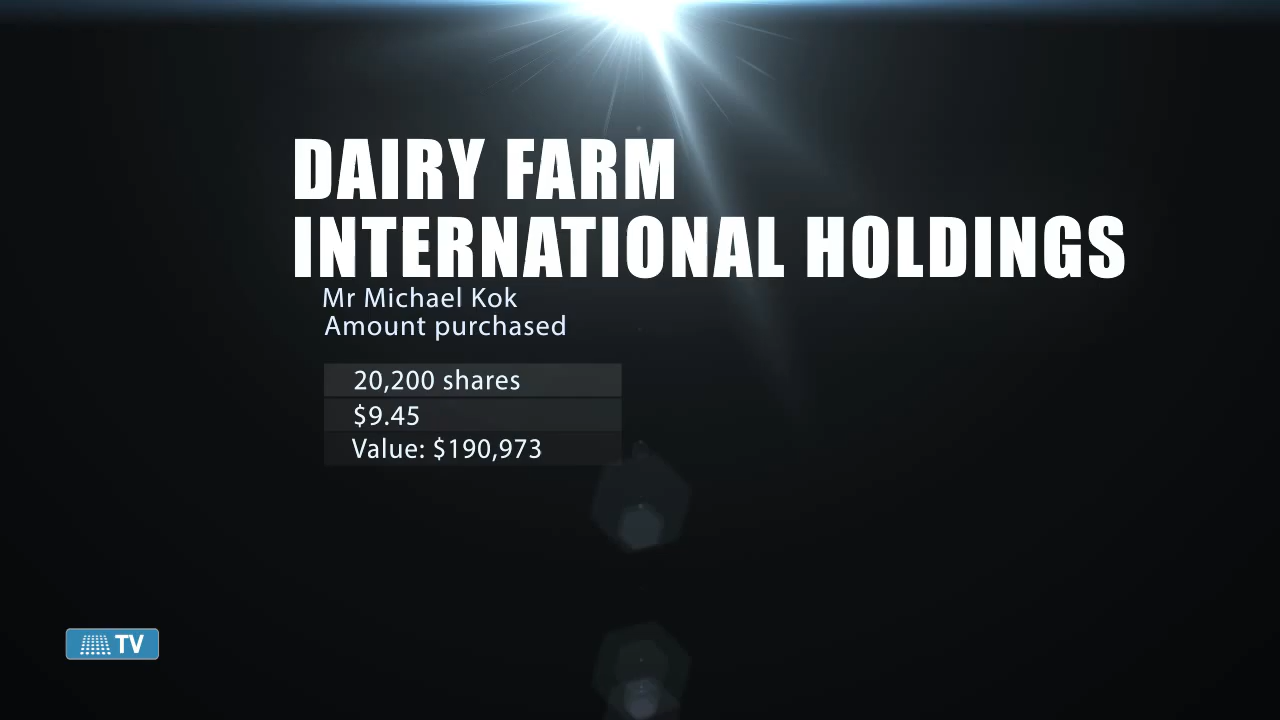 DAIRY FARM
INTERNATIONAL HOLDINGS
Mr Michael Kok
Amount purchased
20,200 shares
$9.45
Value: $190,973
TV